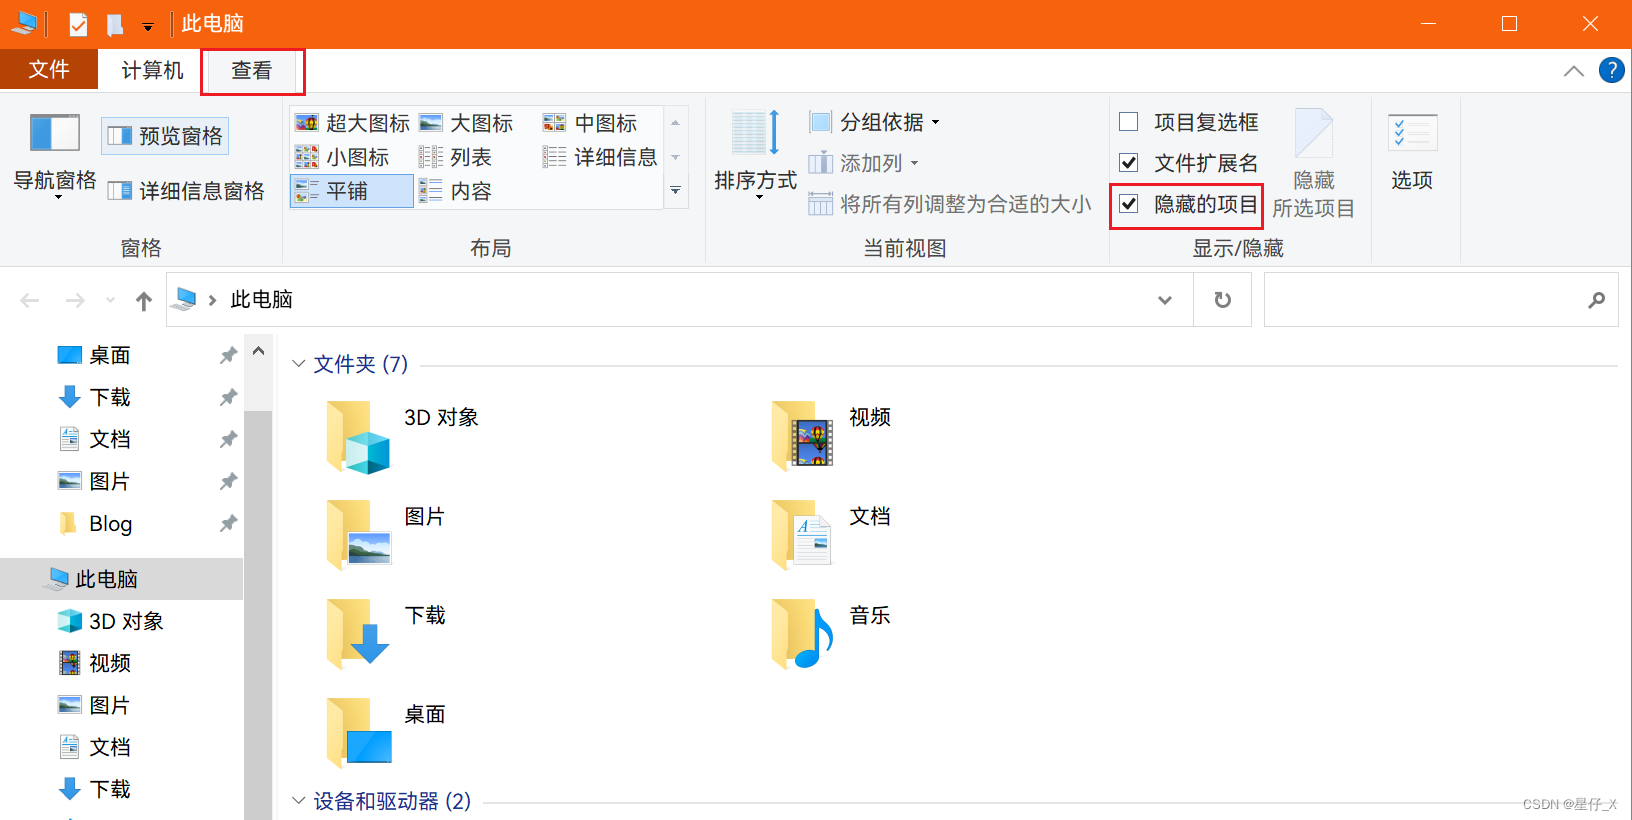 此电脑
文件 计算机 查看
超大图标 大图标 中图标 分组依据 项目复选框
预览窗格 小图标 列表 详细信息 添加列 文件扩展名
导航窗格 详细信息窗格 平铺 内容 排序方式 将所有列调整为合适的大小 隐藏的项目 隐藏 所选项目 选项
窗格 布局 当前视图 显示/隐藏
此电脑
桌面
下载
文档
图片
Blog
此电脑
3D 对象
视频
图片
文档
下载
文件夹 (7)
3D 对象 视频
图片 文档
下载 音乐
桌面
设备和驱动器 (2)
CSDN @星仔_X